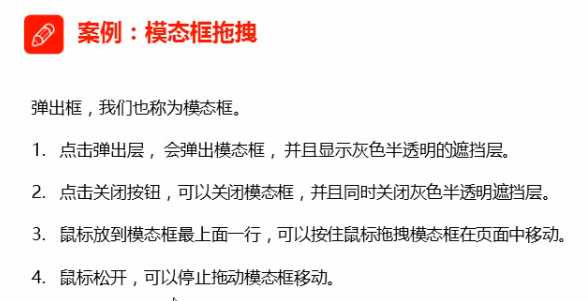 案例：模态框拖拽
弹出框，我们也称为模态框。
1. 点击弹出层，会弹出模态框，并且显示灰色半透明的遮挡层。
2. 点击关闭按钮，可以关闭模态框，并且同时关闭灰色半透明遮挡层。
3. 鼠标放到模态框最上面一行，可以按住鼠标拖拽模态框在页面中移动。
4. 鼠标松开，可以停止拖动模态框移动。